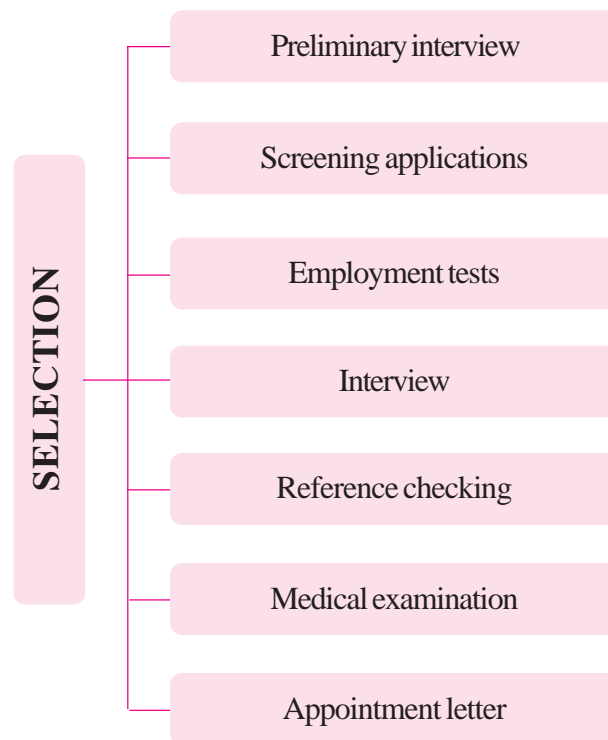 SELECTION
Preliminary interview
Screening applications
Employment tests
Interview
Reference checking
Medical examination
Appointment letter